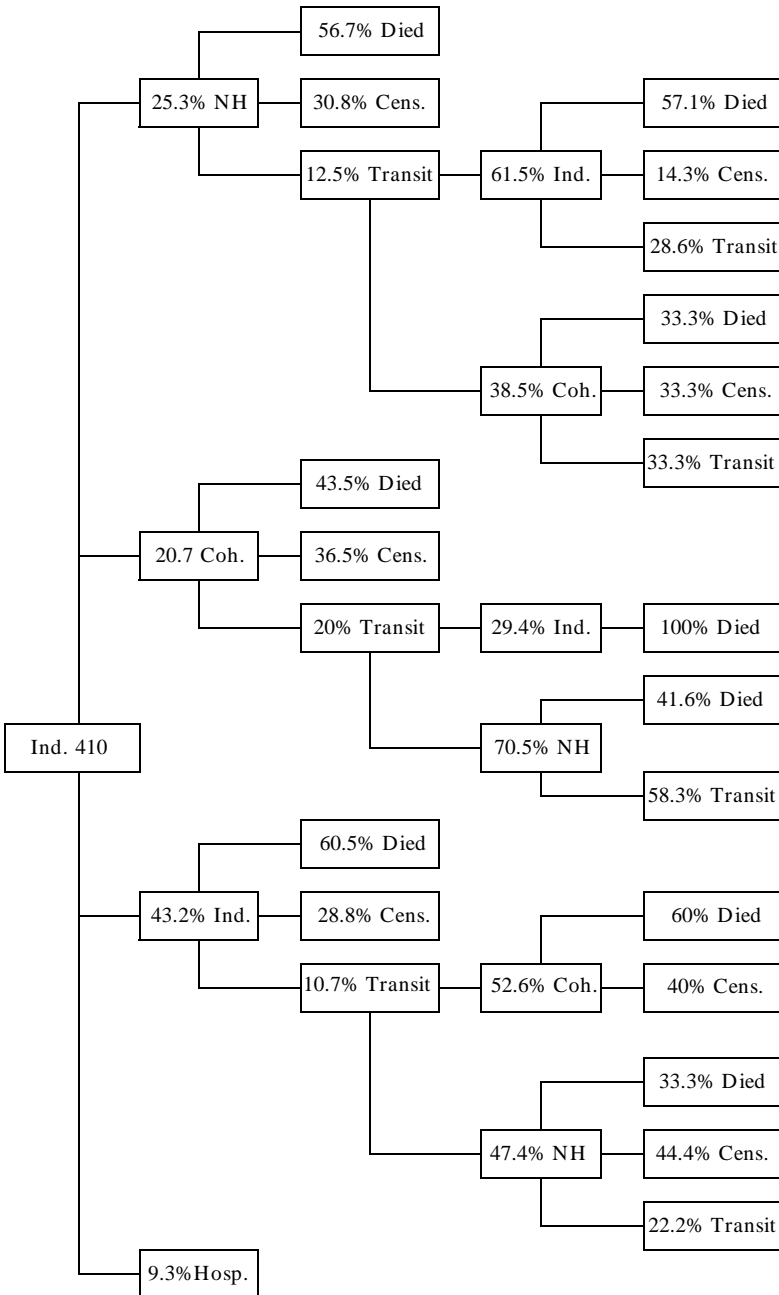 56.7% Died
25.3% NH
30.8% Cens.
57.1% Died
12.5% Transit
61.5% Ind.
14.3% Cens.
28.6% Transit
33.3% Died
38.5% Coh.
33.3% Cens.
33.3% Transit
43.5% Died
20.7 Coh.
36.5% Cens.
20% Transit
29.4% Ind.
100% Died
41.6% Died
Ind. 410
70.5% NH
58.3% Transit
60.5% Died
43.2% Ind.
28.8% Cens.
60% Died
10.7% Transit
52.6% Coh.
40% Cens.
33.3% Died
47.4% NH
44.4% Cens.
22.2% Transit
9.3%Hosp.